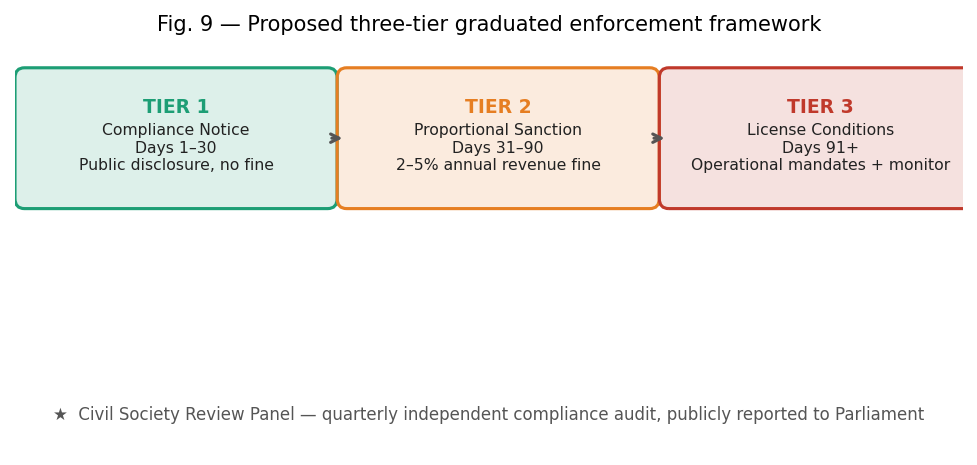 Fig. 9 — Proposed three-tier graduated enforcement framework
TIER 1
Compliance Notice
Days 1–30
Public disclosure, no fine
TIER 2
Proportional Sanction
Days 31–90
2–5% annual revenue fine
TIER 3
License Conditions
Days 91+
Operational mandates + monitor
★ Civil Society Review Panel — quarterly independent compliance audit, publicly reported to Parliament